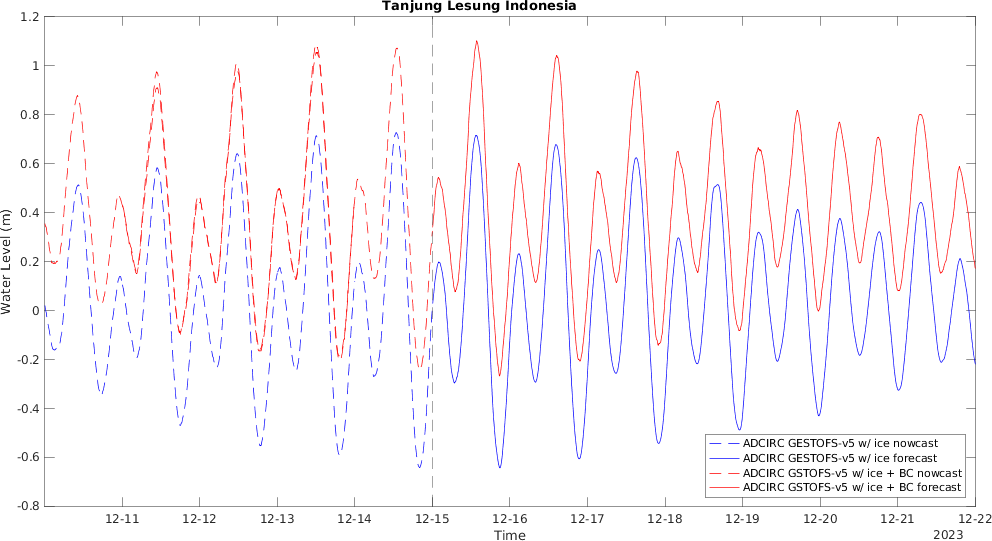 Tanjung Lesung Indonesia
1.2
1
0.8
0.6
0.4
0.2
0
-0.2
-0.4
-0.6
-0.8
Water Level (m)
ADCIRC GESTOFS-v5 w/ ice nowcast
ADCIRC GESTOFS-v5 w/ ice forecast
ADCIRC GSTOFS-v5 w/ ice + BC nowcast
ADCIRC GSTOFS-v5 w/ ice + BC forecast
12-11 12-12 12-13 12-14 12-15 12-16 12-17 12-18 12-19 12-20 12-21 12-22
Time
2023